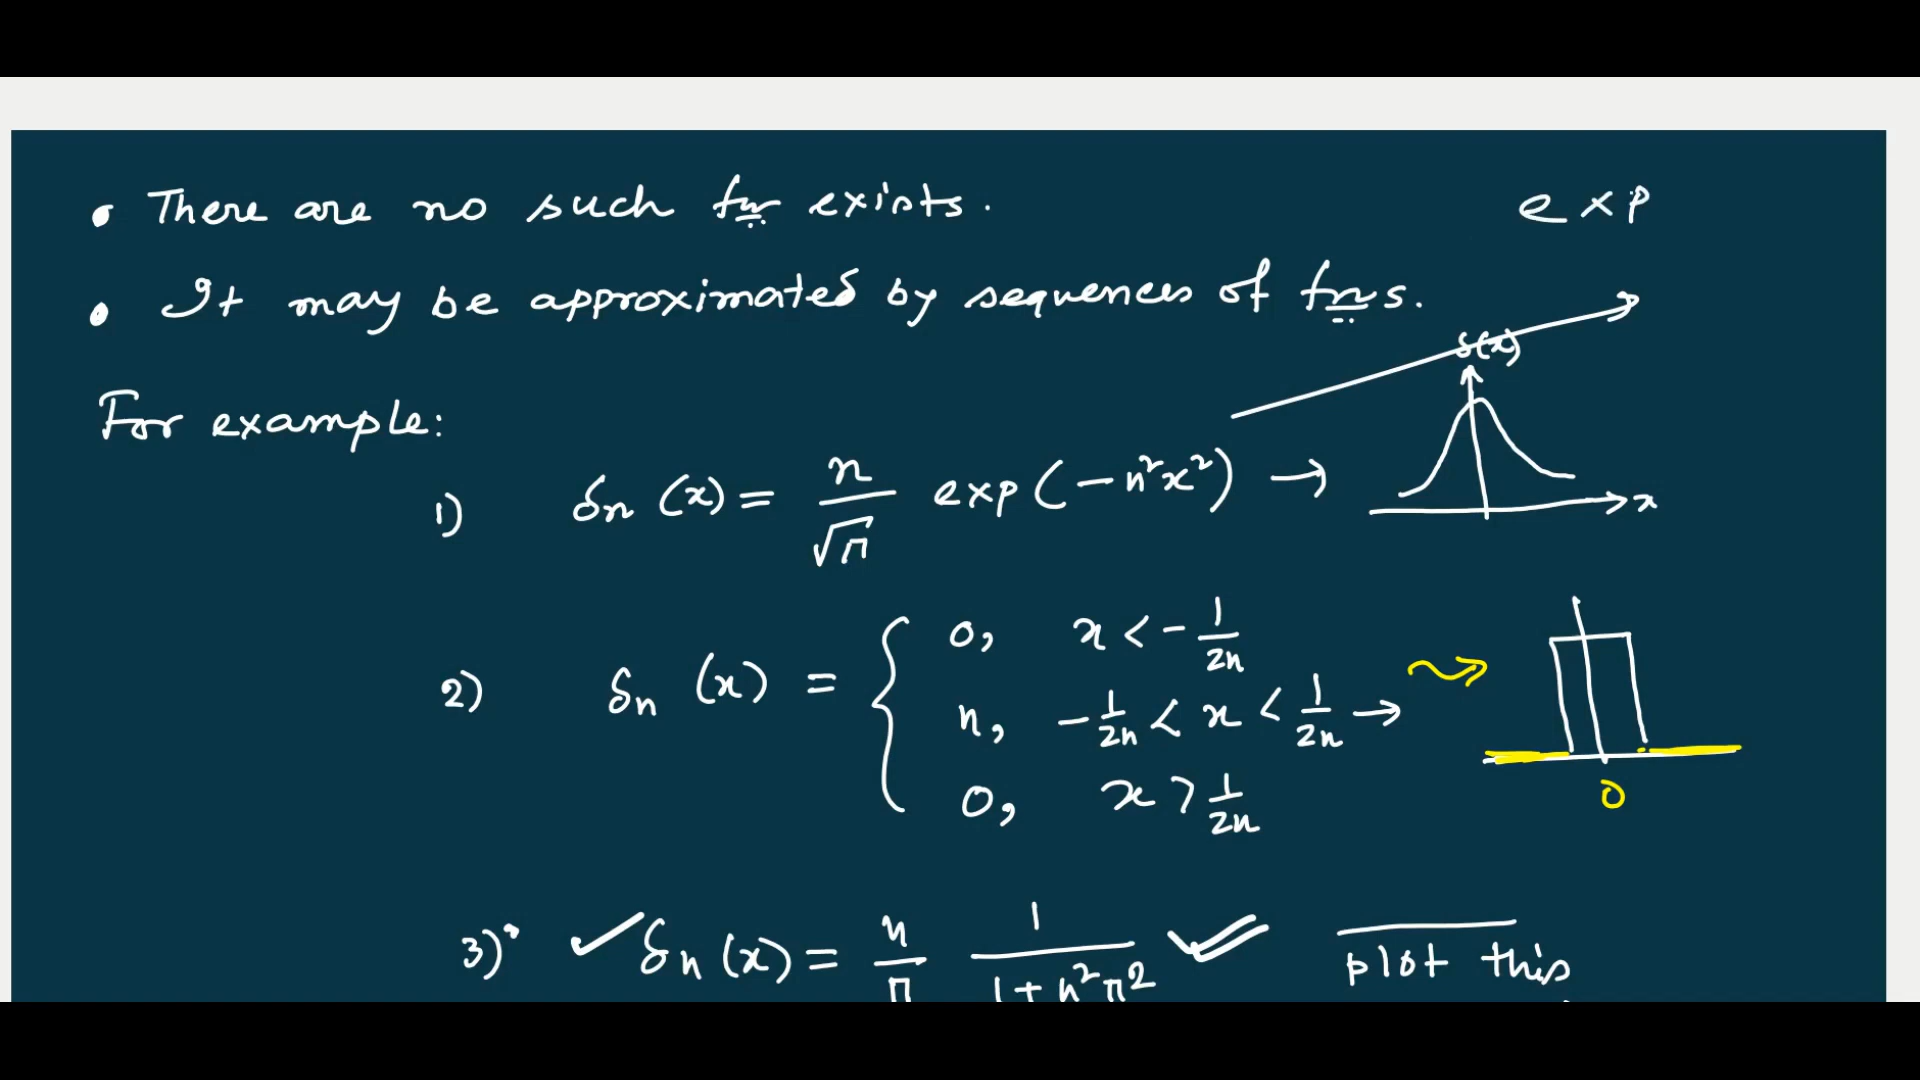 • There are no such fn exists.
exp
• It may be approximated by sequences of fns.
For example:
δ(x)
1) δn (x) = n/√π exp(-n²x²) → x
2) δn (x) = { 0, x < -1/2n
n, -1/2n < x < 1/2n →
0, x > 1/2n
0
3) ✓ δn (x) = n/π 1/1+n²π² ✓ plot this